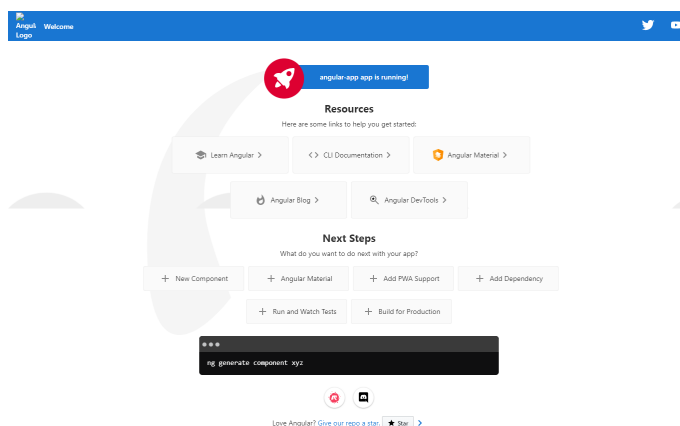 Angula
Logo
Welcome
angular-app app is running!
Resources
Here are some links to help you get started:
Learn Angular
CLI Documentation
Angular Material
Angular Blog
Angular DevTools
Next Steps
What do you want to do next with your app?
New Component
Angular Material
Add PWA Support
Add Dependency
Run and Watch Tests
Build for Production
ng generate component xyz
Love Angular? Give our repo a star. Star